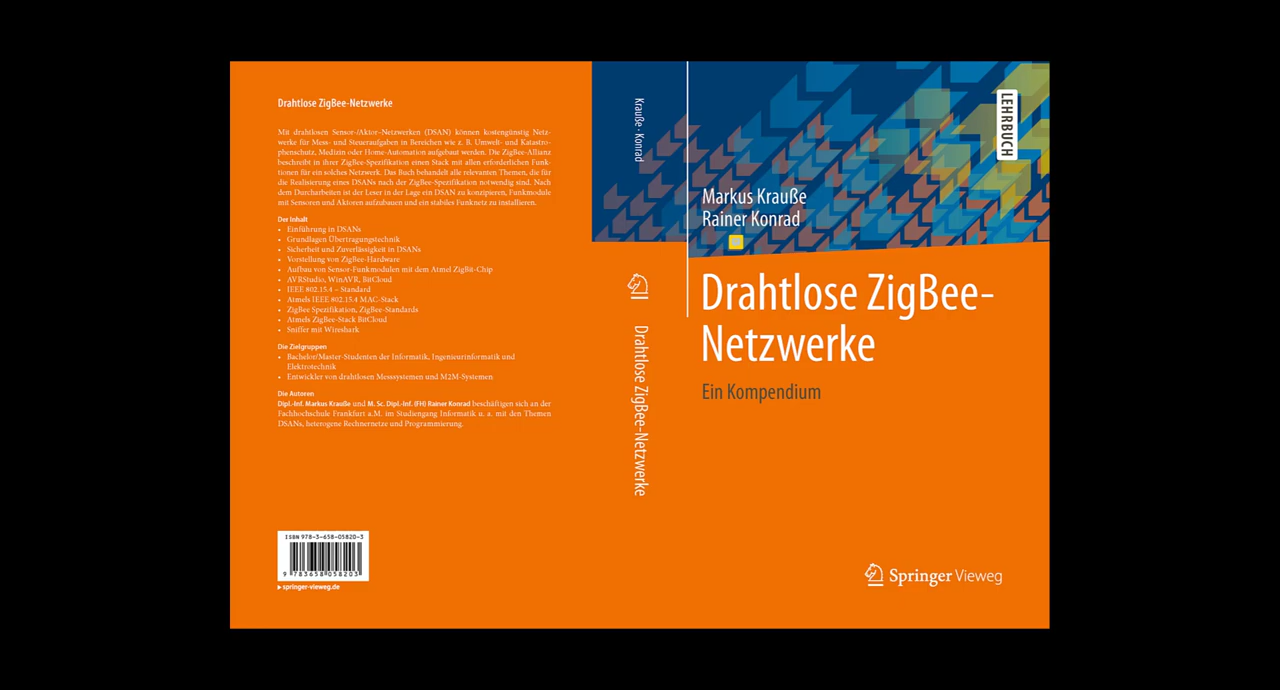 Drahtlose ZigBee-Netzwerke
Mit drahtlosen Sensor-/Aktor-Netzwerken (DSAN) können kostengünstig Netz-
werke für Mess- und Steueraufgaben in Bereichen wie z. B. Umwelt- und Katastro-
phenschutz, Medizin oder Home-Automation aufgebaut werden. Die ZigBee-Allianz
beschreibt in ihrer ZigBee-Spezifikation einen Stack mit allen erforderlichen Funk-
tionen für ein solches Netzwerk. Das Buch behandelt alle relevanten Themen, die für
die Realisierung eines DSANs nach der ZigBee-Spezifikation notwendig sind. Nach
dem Durcharbeiten ist der Leser in der Lage ein DSAN zu konzipieren, Funkmodule
mit Sensoren und Aktoren aufzubauen und ein stabiles Funknetz zu installieren.
Der Inhalt
• Einführung in DSANs
• Grundlagen Übertragungstechnik
• Sicherheit und Zuverlässigkeit in DSANs
• Vorstellung von ZigBee-Hardware
• Aufbau von Sensor-Funkmodulen mit dem Atmel ZigBit-Chip
• AVRStudio, WinAVR, BitCloud
• IEEE 802.15.4 – Standard
• Atmels IEEE 802.15.4 MAC-Stack
• ZigBee Spezifikation, ZigBee-Standards
• Atmels ZigBee-Stack BitCloud
• Sniffer mit Wireshark
Die Zielgruppen
• Bachelor/Master-Studenten der Informatik, Ingenieurinformatik und
Elektrotechnik
• Entwickler von drahtlosen Messsystemen und M2M-Systemen
Die Autoren
Dipl.-Inf. Markus Krauße und M. Sc. Dipl.-Inf. (FH) Rainer Konrad beschäftigen sich an der
Fachhochschule Frankfurt a.M. im Studiengang Informatik u. a. mit den Themen
DSANs, heterogene Rechnernetze und Programmierung.
ISBN 978-3-658-05820-3
9 783658 058203
springer-vieweg.de
Krauße · Konrad
Drahtlose ZigBee-Netzwerke
LEHRBUCH
Markus Krauße
Rainer Konrad
Drahtlose ZigBee-
Netzwerke
Ein Kompendium
Springer Vieweg